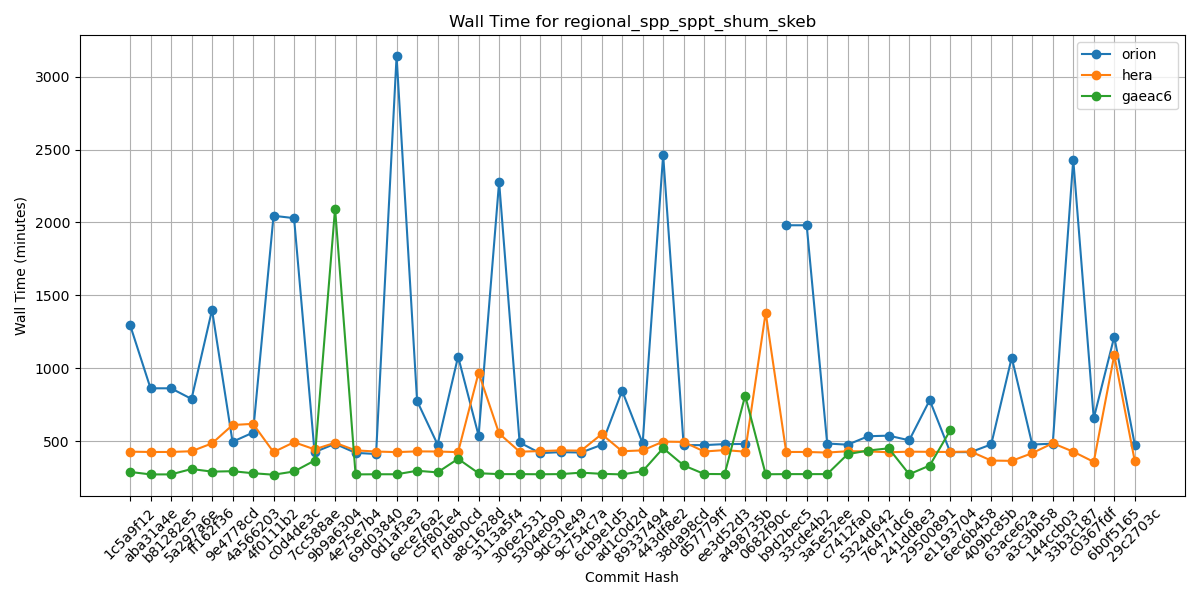 Wall Time for regional_spp_sppt_shum_skeb
orion
hera
gaeac6
Wall Time (minutes)
3000
2500
2000
1500
1000
500
1c5a9f12
aba31a4e
b81282e5
5a2971a6e
ff162f36
9e4778cd
4a566203
4f0111b2
c0d4de3c
7cc588ae
9b9a6304
4e75e7b4
69d03840
0d1af3e3
6ece76a2
c5f801e4
f7d8b0cd
a8c1628d
3113a5f4
306e2531
5304e090
9dc31e49
9c754c7a
6cb9e1d5
ad1c0d2d
89337494
443df8e2
38da98cd
d57779ff
ee3d52d3
a498735b
0682f90c
b9d2bec5
33cde4b2
3a5e52ee
c7412fa0
5324d642
76471dc6
241dd8e3
29500891
e1193704
6ec6b458
409bc85b
63ace62a
a3c3bb58
144ccb03
33b3c187
c0367fdf
6b0f5165
29c2703c
Commit Hash